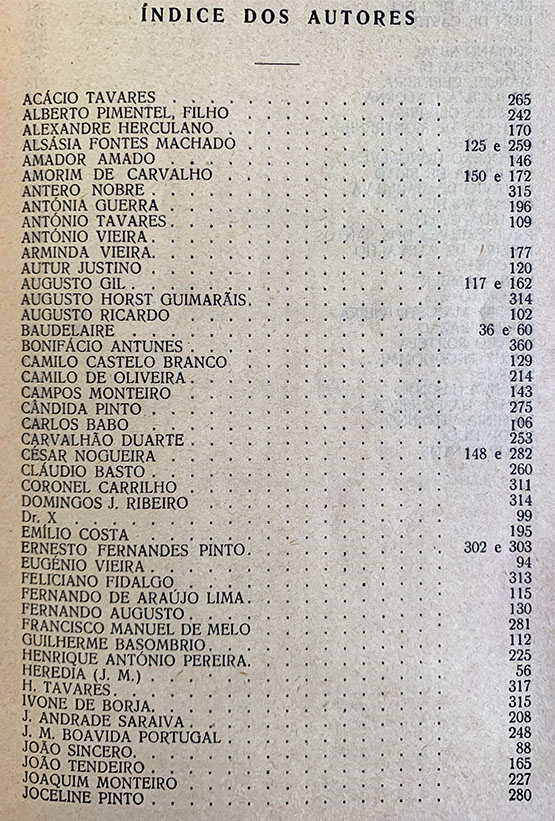 ÍNDICE DOS AUTORES
ACÁCIO TAVARES . . . . . . . . . . . . 265
ALBERTO PIMENTEL, FILHO . . . . . . . . . 242
ALEXANDRE HERCULANO . . . . . . . . . . 170
ALSÁSIA FONTES MACHADO . . . . . . . . . 125 e 259
AMADOR AMADO . . . . . . . . . . . . 146
AMORIM DE CARVALHO . . . . . . . . . . 150 e 172
ANTERO NOBRE . . . . . . . . . . . . 315
ANTÓNIA GUERRA . . . . . . . . . . . . 196
ANTÓNIO TAVARES . . . . . . . . . . . . 109
ANTÓNIO VIEIRA . . . . . . . . . . . .
ARMINDA VIEIRA . . . . . . . . . . . . 177
AUTUR JUSTINO . . . . . . . . . . . . 120
AUGUSTO GIL . . . . . . . . . . . . 117 e 162
AUGUSTO HORST GUIMARÃIS . . . . . . . . . 314
AUGUSTO RICARDO . . . . . . . . . . . . 102
BAUDELAIRE . . . . . . . . . . . . 36 e 60
BONIFÁCIO ANTUNES . . . . . . . . . . . 360
CAMILO CASTELO BRANCO . . . . . . . . . 129
CAMILO DE OLIVEIRA . . . . . . . . . . . 214
CAMPOS MONTEIRO . . . . . . . . . . . . 143
CÂNDIDA PINTO . . . . . . . . . . . . 275
CARLOS BABO . . . . . . . . . . . . 106
CARVALHÃO DUARTE . . . . . . . . . . . 253
CÉSAR NOGUEIRA . . . . . . . . . . . . 148 e 282
CLÁUDIO BASTO . . . . . . . . . . . . 260
CORONEL CARRILHO . . . . . . . . . . . 311
DOMINGOS J. RIBEIRO . . . . . . . . . . 314
Dr. X . . . . . . . . . . . . 99
EMÍLIO COSTA . . . . . . . . . . . . 195
ERNESTO FERNANDES PINTO . . . . . . . . . 302 e 303
EUGÉNIO VIEIRA . . . . . . . . . . . . 94
FELICIANO FIDALGO . . . . . . . . . . . 313
FERNANDO DE ARAÚJO LIMA . . . . . . . . . 115
FERNANDO AUGUSTO . . . . . . . . . . . 130
FRANCISCO MANUEL DE MELO . . . . . . . . 281
GUILHERME BASOMBRIO . . . . . . . . . . 112
HENRIQUE ANTÓNIO PEREIRA . . . . . . . . . 225
HEREDIA (J. M.) . . . . . . . . . . . . 56
H. TAVARES . . . . . . . . . . . . 317
IVONE DE BORJA . . . . . . . . . . . . 315
J. ANDRADE SARAIVA . . . . . . . . . . . 208
J. M. BOAVIDA PORTUGAL . . . . . . . . . 248
JOÃO SINCERO . . . . . . . . . . . . 88
JOÃO TENDEIRO . . . . . . . . . . . . 165
JOAQUIM MONTEIRO . . . . . . . . . . . 227
JOCELINE PINTO . . . . . . . . . . . . 280